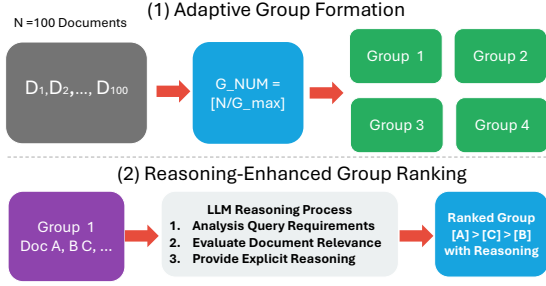 (1) Adaptive Group Formation
N =100 Documents
D1,D2,..., D100
G_NUM =
[N/G_max]
Group 1
Group 2
Group 3
Group 4
(2) Reasoning-Enhanced Group Ranking
Group 1
Doc A, B C, ...
LLM Reasoning Process
1. Analysis Query Requirements
2. Evaluate Document Relevance
3. Provide Explicit Reasoning
Ranked Group
[A] > [C] > [B]
with Reasoning